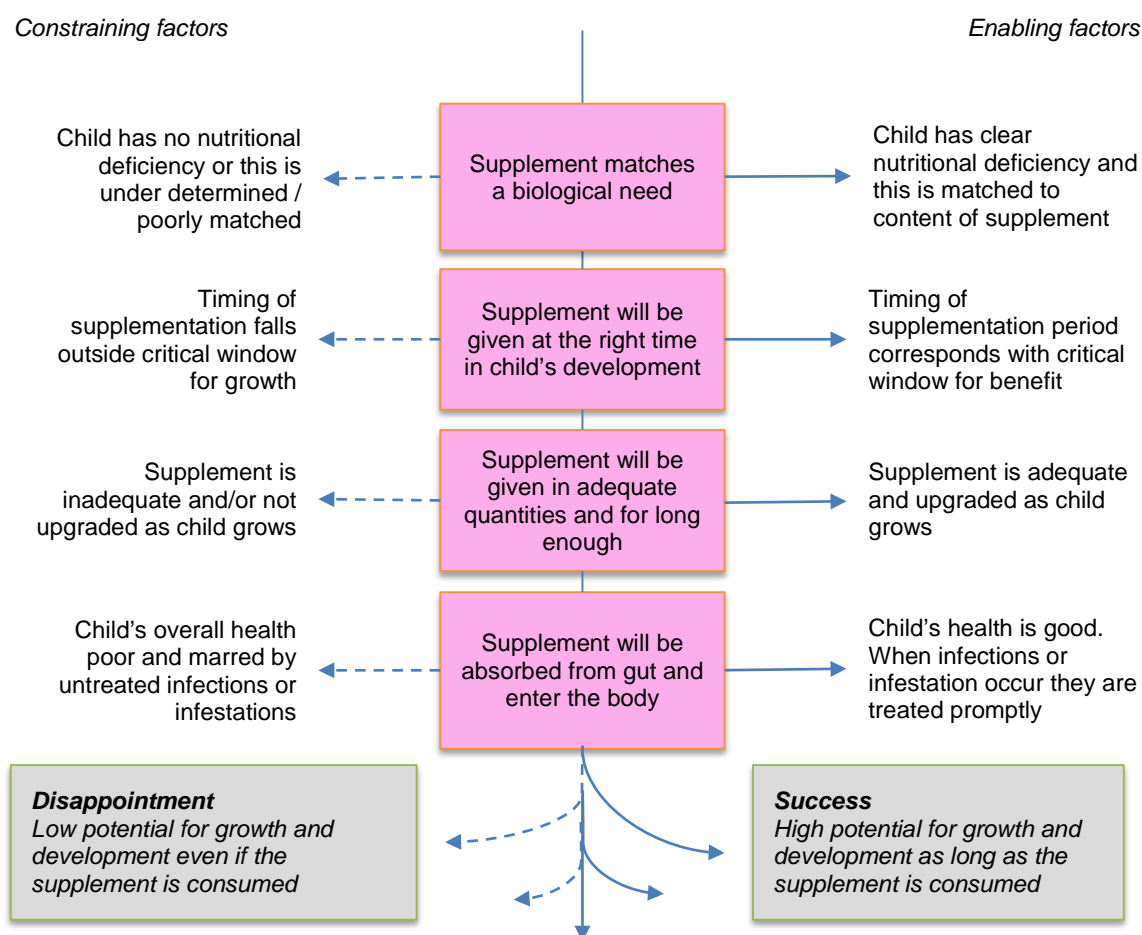 Constraining factors
Enabling factors
Child has no nutritional
deficiency or this is
under determined /
poorly matched
Supplement matches
a biological need
Child has clear
nutritional deficiency and
this is matched to
content of supplement
Timing of
supplementation falls
outside critical window
for growth
Supplement will be
given at the right time
in child’s development
Timing of
supplementation period
corresponds with critical
window for benefit
Supplement is
inadequate and/or not
upgraded as child grows
Supplement will be
given in adequate
quantities and for long
enough
Supplement is adequate
and upgraded as child
grows
Child’s overall health
poor and marred by
untreated infections or
infestations
Supplement will be
absorbed from gut and
enter the body
Child’s health is good.
When infections or
infestation occur they are
treated promptly
Disappointment
Low potential for growth and
development even if the
supplement is consumed
Success
High potential for growth and
development as long as the
supplement is consumed